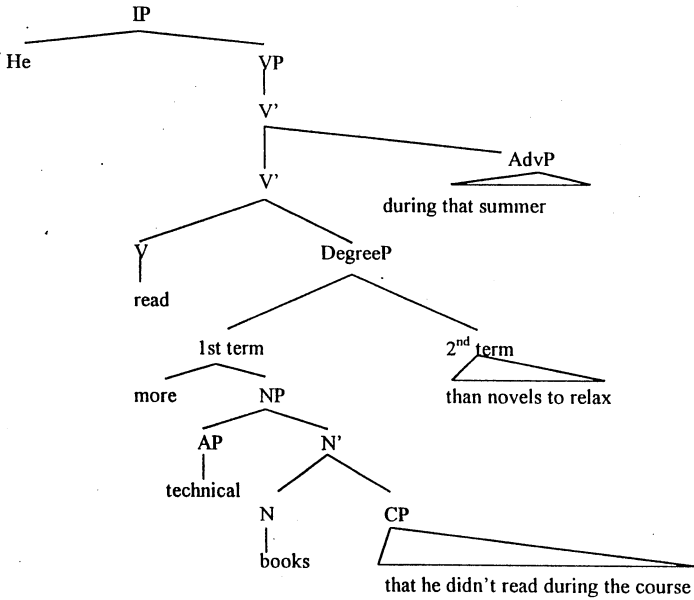 IP
He
VP
V'
AdvP
V'
during that summer
V
DegreeP
read
1st term
2nd term
more
NP
than novels to relax
AP
N'
technical
N
CP
books
that he didn't read during the course